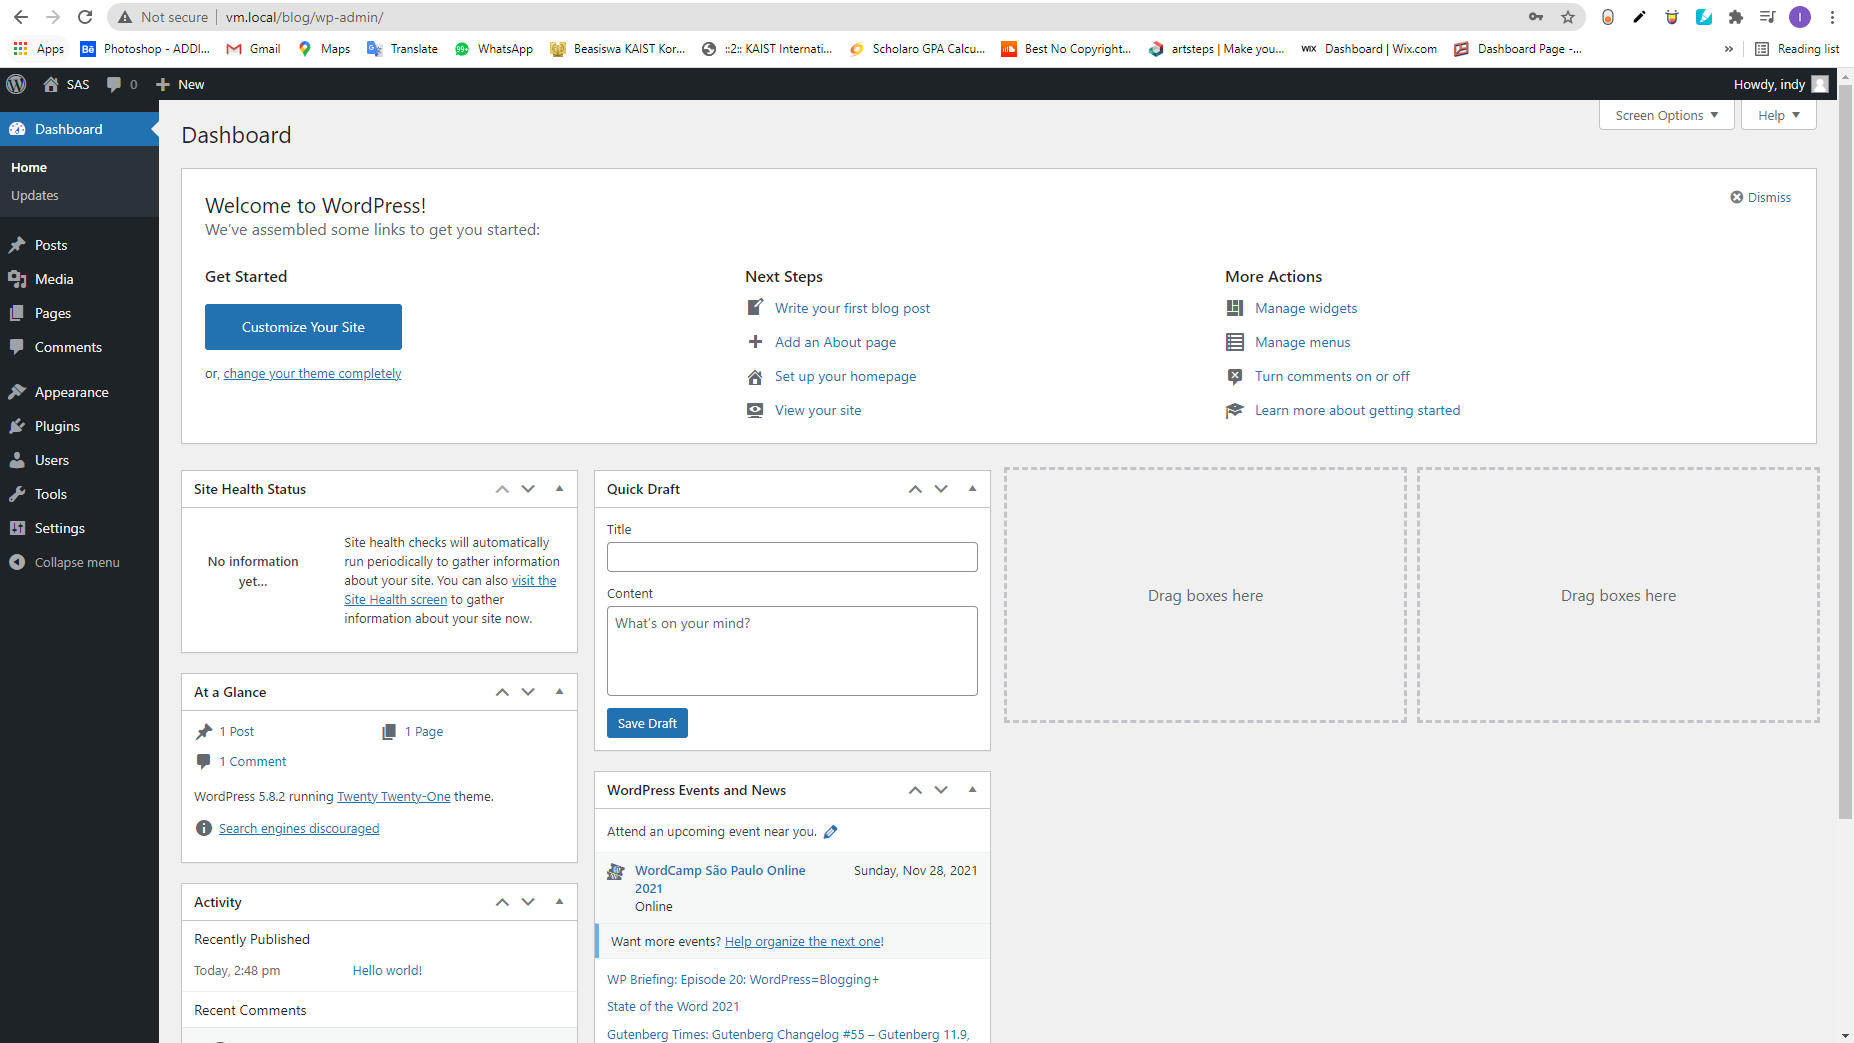 Not secure | vm.local/blog/wp-admin/
I
Apps
Bē Photoshop - ADDI...
Gmail
Maps
Translate
99+ WhatsApp
Beasiswa KAIST Kor...
::2:: KAIST Internati...
Scholaro GPA Calcu...
Best No Copyright...
artsteps | Make you...
WIX Dashboard | Wix.com
Dashboard Page -...
»
Reading list
SAS
0
New
Howdy, indy
Dashboard
Home
Updates
Posts
Media
Pages
Comments
Appearance
Plugins
Users
Tools
Settings
Collapse menu
Dashboard
Screen Options
Help
Welcome to WordPress!
We've assembled some links to get you started:
Dismiss
Get Started
Customize Your Site
or, change your theme completely
Next Steps
Write your first blog post
Add an About page
Set up your homepage
View your site
More Actions
Manage widgets
Manage menus
Turn comments on or off
Learn more about getting started
Site Health Status
No information
yet...
Site health checks will automatically
run periodically to gather information
about your site. You can also visit the
Site Health screen to gather
information about your site now.
At a Glance
1 Post
1 Page
1 Comment
WordPress 5.8.2 running Twenty Twenty-One theme.
Search engines discouraged
Activity
Recently Published
Today, 2:48 pm
Hello world!
Recent Comments
Quick Draft
Title
Content
What's on your mind?
Save Draft
WordPress Events and News
Attend an upcoming event near you.
WordCamp São Paulo Online
2021
Online
Sunday, Nov 28, 2021
Want more events? Help organize the next one!
WP Briefing: Episode 20: WordPress=Blogging+
State of the Word 2021
Gutenberg Times: Gutenberg Changelog #55 – Gutenberg 11.9,
Drag boxes here
Drag boxes here